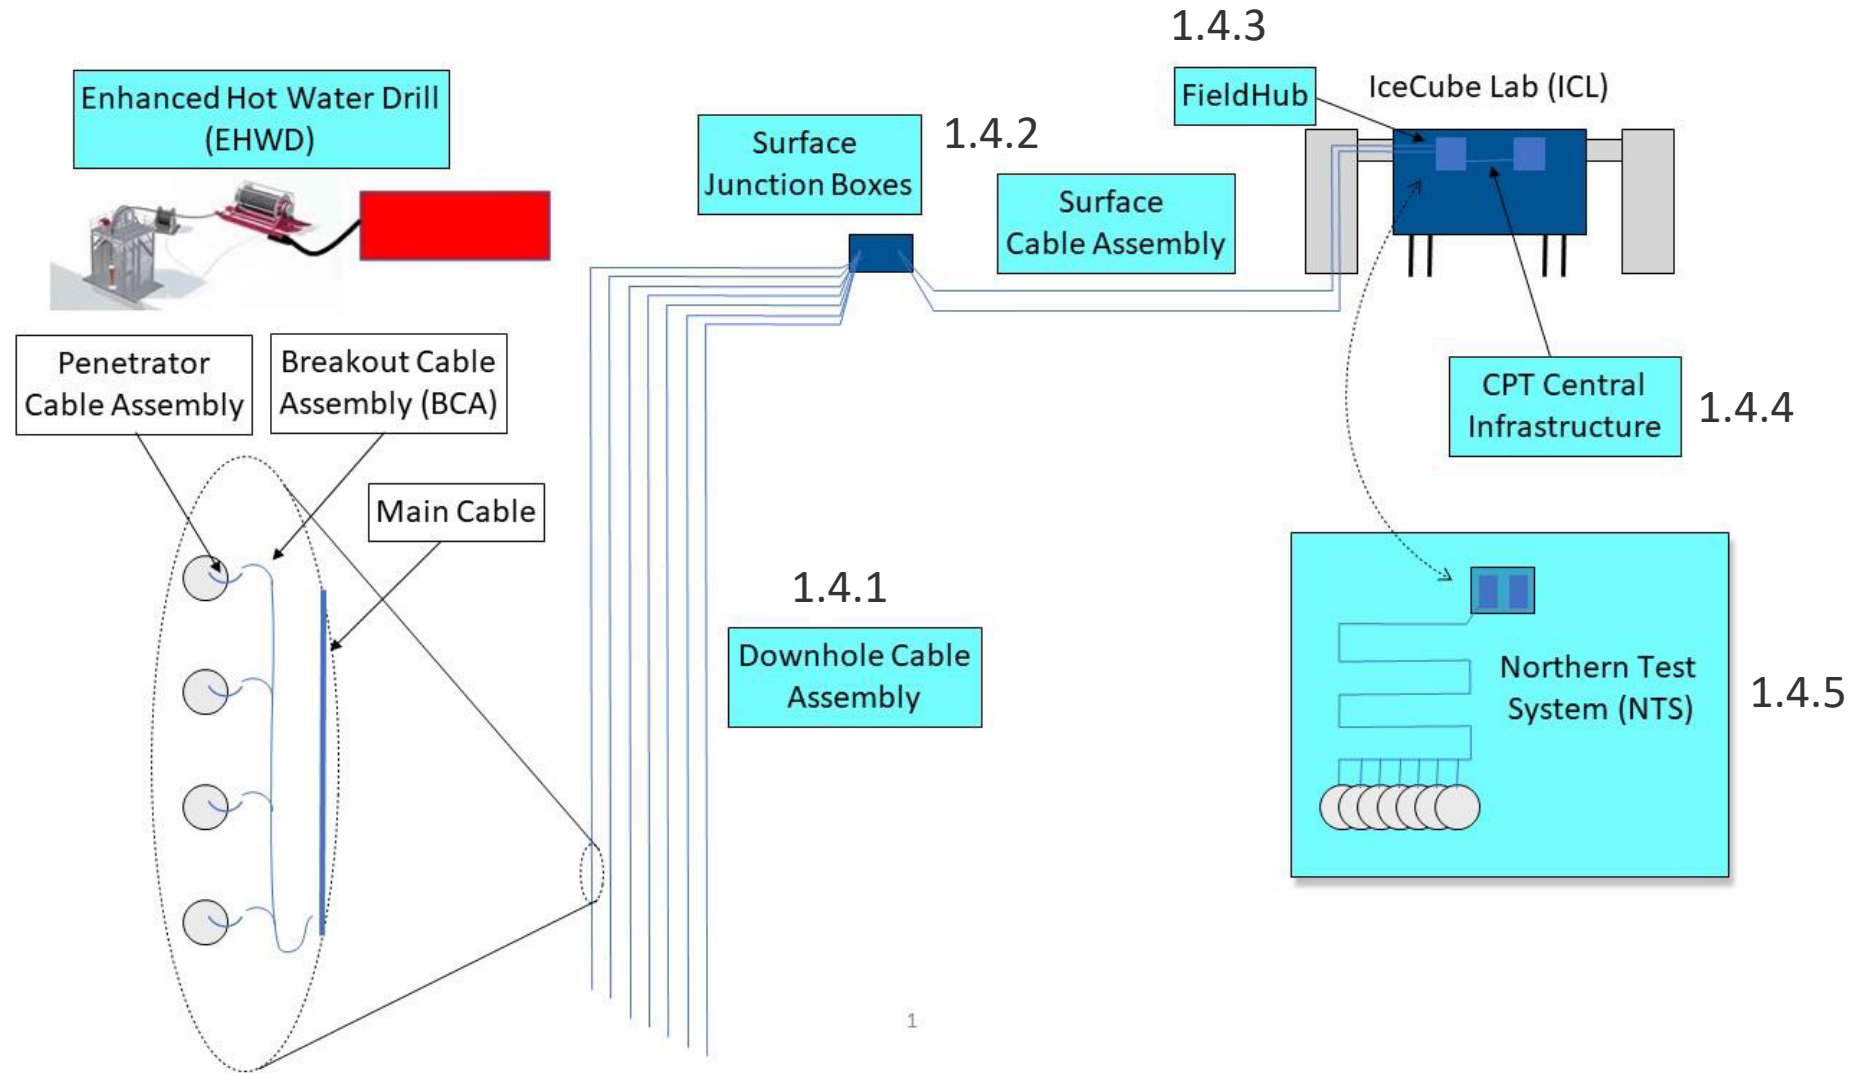 1.4.3
Enhanced Hot Water Drill
(EHWD)
FieldHub
IceCube Lab (ICL)
Surface
Junction Boxes
1.4.2
Surface
Cable Assembly
Penetrator
Cable Assembly
Breakout Cable
Assembly (BCA)
CPT Central
Infrastructure
1.4.4
Main Cable
1.4.1
Downhole Cable
Assembly
Northern Test
System (NTS)
1.4.5
1